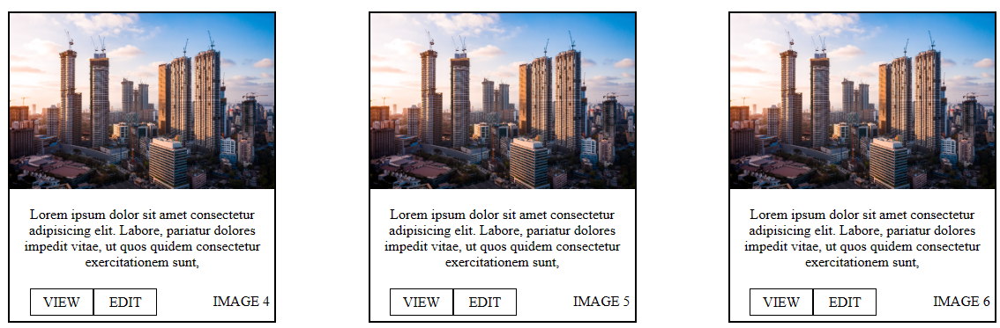 Lorem ipsum dolor sit amet consectetur
adipisicing elit. Labore, pariatur dolores
impedit vitae, ut quos quidem consectetur
exercitationem sunt,
VIEW EDIT IMAGE 4
Lorem ipsum dolor sit amet consectetur
adipisicing elit. Labore, pariatur dolores
impedit vitae, ut quos quidem consectetur
exercitationem sunt,
VIEW EDIT IMAGE 5
Lorem ipsum dolor sit amet consectetur
adipisicing elit. Labore, pariatur dolores
impedit vitae, ut quos quidem consectetur
exercitationem sunt,
VIEW EDIT IMAGE 6